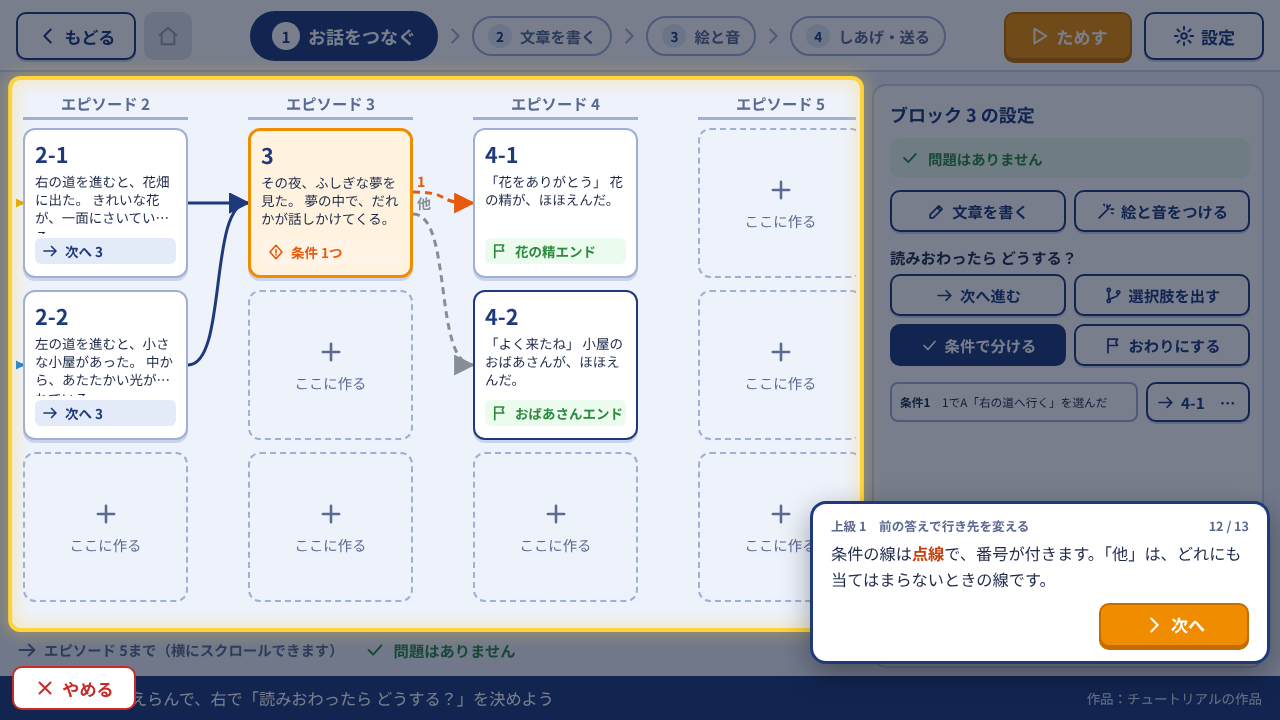 もどる
1 お話をつなぐ
2 文章を書く
3 絵と音
4 しあげ・送る
ためす
設定
エピソード 2
エピソード 3
エピソード 4
エピソード 5
2-1
右の道を進むと、花畑
に出た。 きれいな花
が、一面にさいてい…
次へ 3
3
その夜、ふしぎな夢を
見た。 夢の中で、だれ
かが話しかけてくる。
条件 1つ
1
他
4-1
「花をありがとう」 花
の精が、ほほえんだ。
花の精エンド
ここに作る
2-2
左の道を進むと、小さ
な小屋があった。 中か
ら、あたたかい光が…
次へ 3
ここに作る
4-2
「よく来たね」 小屋の
おばあさんが、ほほえ
んだ。
おばあさんエンド
ここに作る
ここに作る
ここに作る
ここに作る
ここに作る
エピソード 5まで（横にスクロールできます）
問題はありません
ブロック 3 の設定
問題はありません
文章を書く
絵と音をつける
読みおわったら どうする？
次へ進む
選択肢を出す
条件で分ける
おわりにする
条件1 1でA「右の道へ行く」を選んだ
4-1 …
上級 1 前の答えで行き先を変える
12 / 13
条件の線は点線で、番号が付きます。「他」は、どれにも
当てはまらないときの線です。
次へ
やめる
えらんで、右で「読みおわったら どうする？」を決めよう
作品：チュートリアルの作品